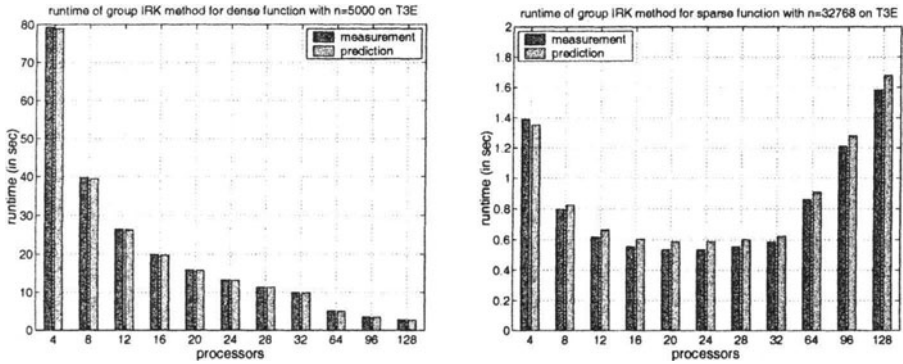 runtime of group IRK method for dense function with n=5000 on T3E
80
70
60
50
40
30
20
10
0
runtime (in sec)
measurement
prediction
4 8 12 16 20 24 28 32 64 96 128
processors
runtime of group IRK method for sparse function with n=32768 on T3E
2
1.8
1.6
1.4
1.2
1
0.8
0.6
0.4
0.2
0
runtime (in sec)
measurement
prediction
4 8 12 16 20 24 28 32 64 96 128
processors